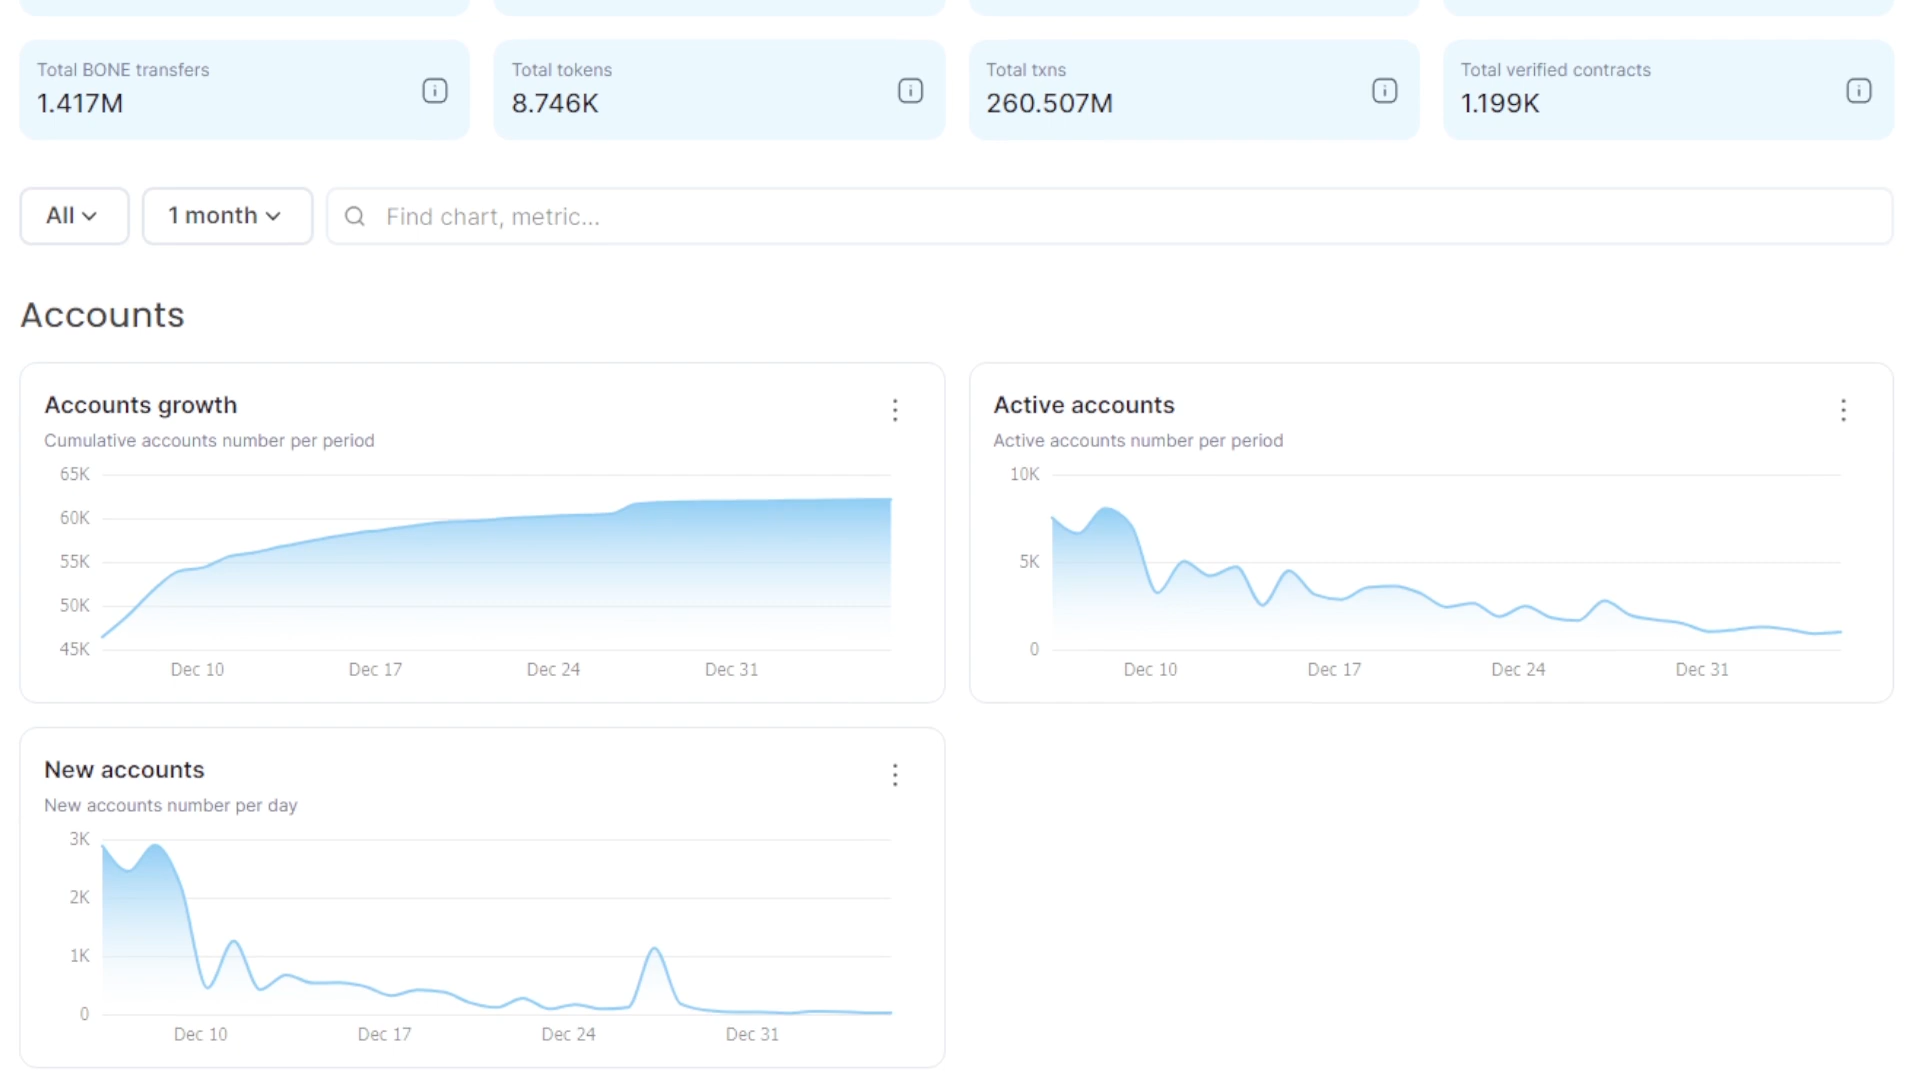 Total BONE transfers
1.417M
Total tokens
8.746K
Total txns
260.507M
Total verified contracts
1.199K
All
1 month
Find chart, metric...
Accounts
Accounts growth
Cumulative accounts number per period
65K
60K
55K
50K
45K
Dec 10 Dec 17 Dec 24 Dec 31
Active accounts
Active accounts number per period
10K
5K
0
Dec 10 Dec 17 Dec 24 Dec 31
New accounts
New accounts number per day
3K
2K
1K
0
Dec 10 Dec 17 Dec 24 Dec 31